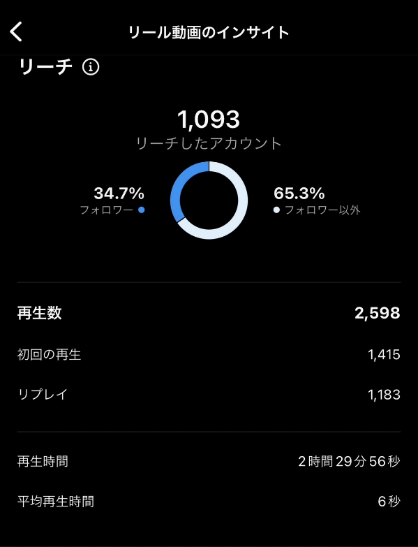 リール動画のインサイト
リーチ
1,093
リーチしたアカウント
34.7%
フォロワー
65.3%
フォロワー以外
再生数 2,598
初回の再生 1,415
リプレイ 1,183
再生時間 2時間29分56秒
平均再生時間 6秒